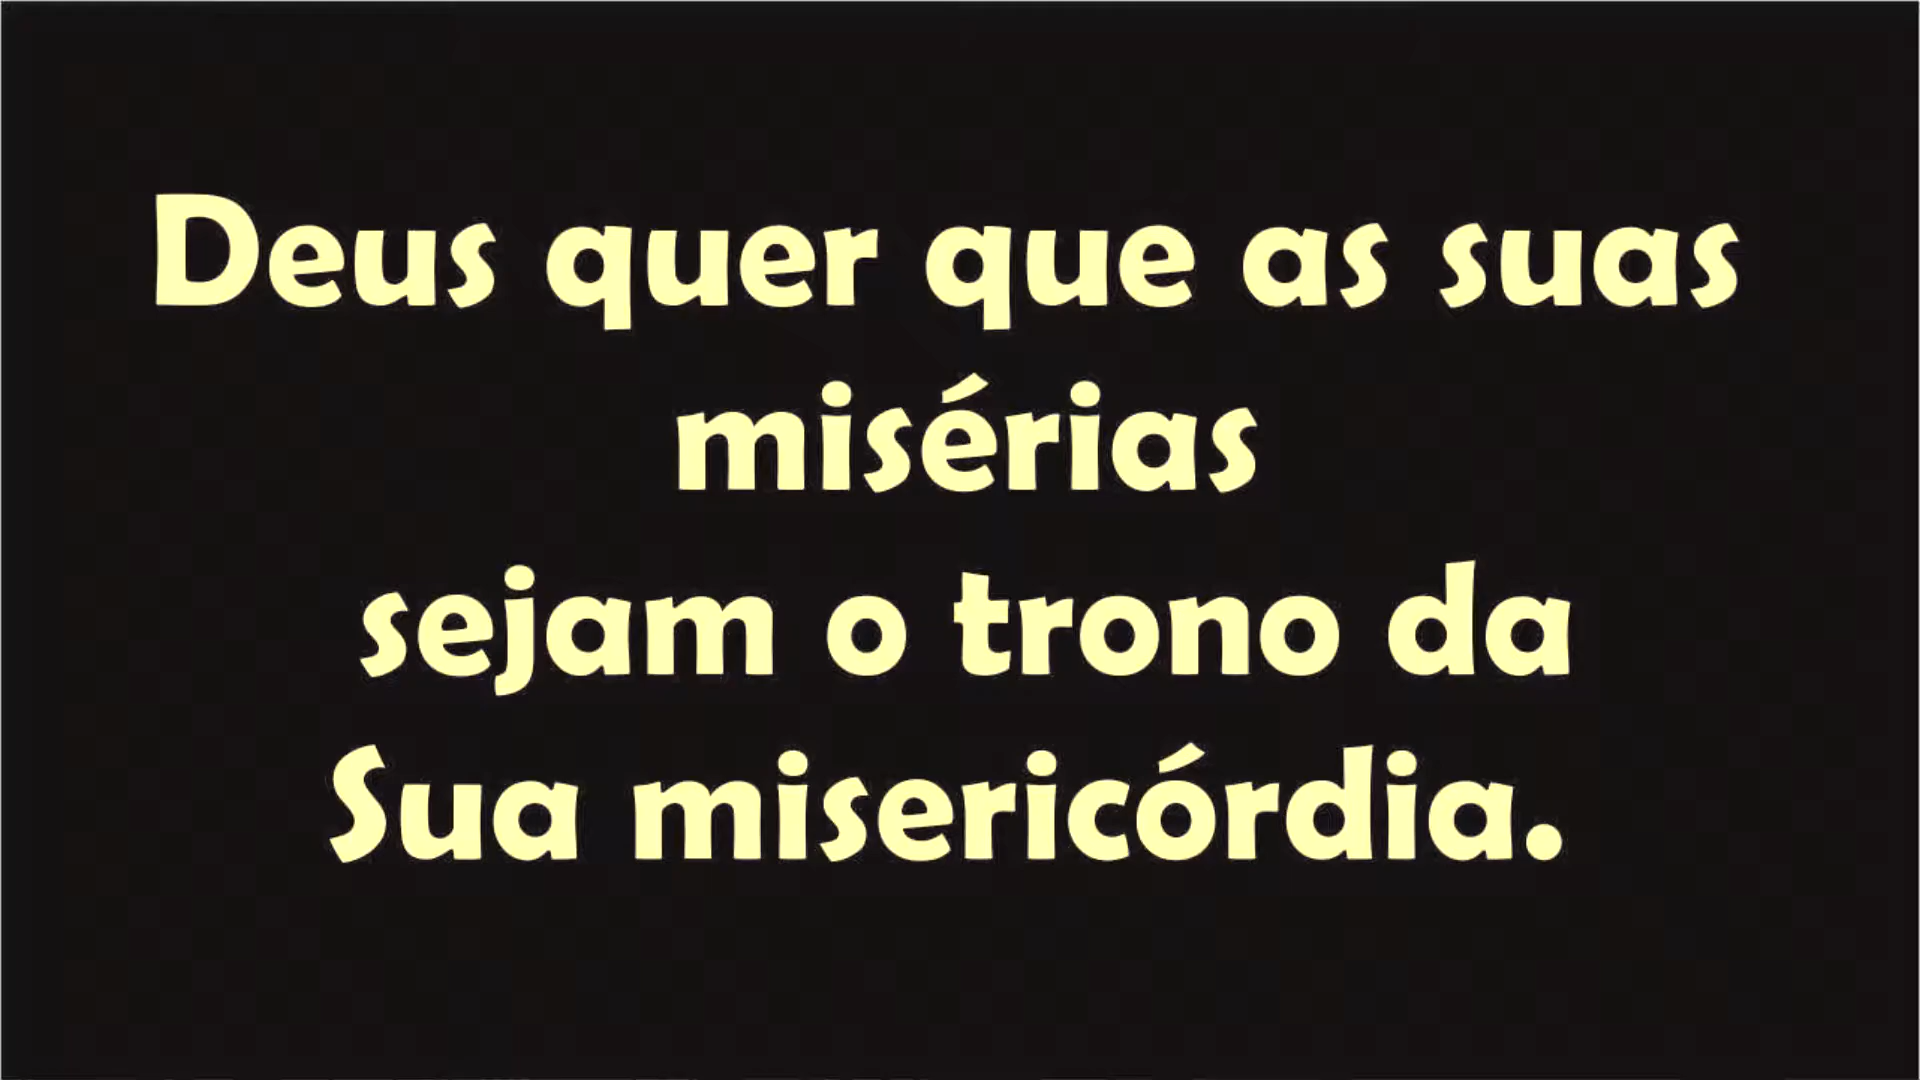 Deus quer que as suas
misérias
sejam o trono da
Sua misericórdia.